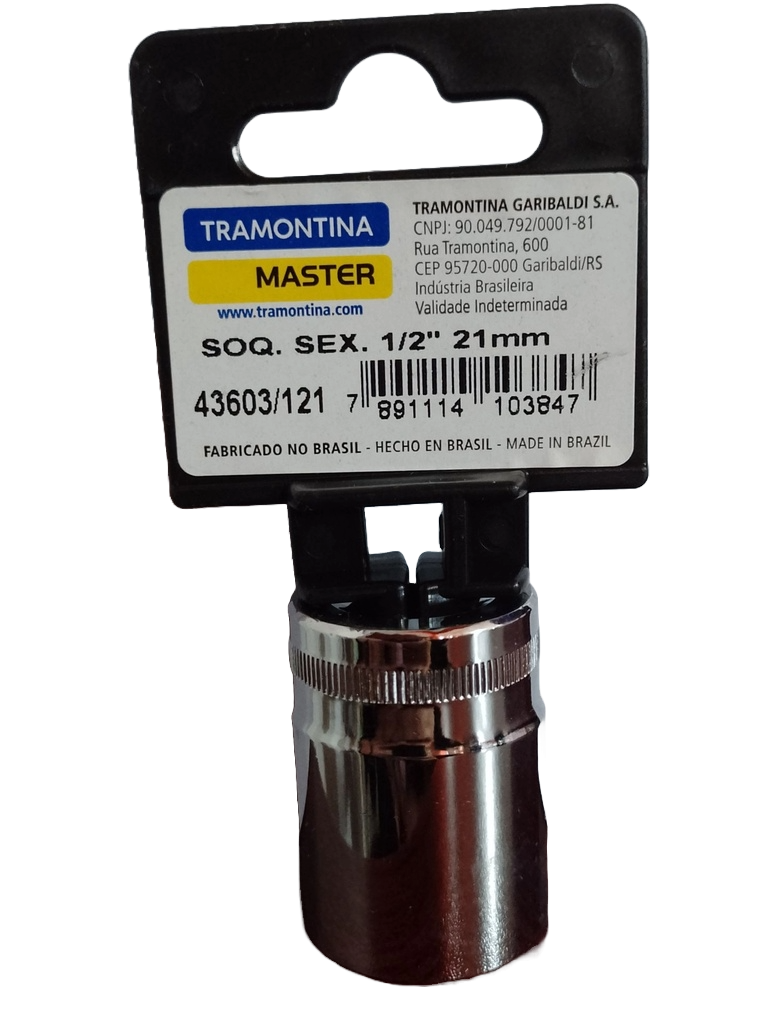 TRAMONTINA
MASTER
www.tramontina.com
TRAMONTINA GARIBALDI S.A.
CNPJ: 90.049.792/0001-81
Rua Tramontina, 600
CEP 95720-000 Garibaldi/RS
Indústria Brasileira
Validade Indeterminada
SOQ. SEX. 1/2" 21mm
43603/121
7 891114 103847
FABRICADO NO BRASIL - HECHO EN BRASIL - MADE IN BRAZIL